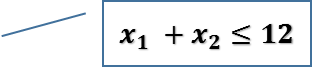 x₁ + x₂ ≤ 12